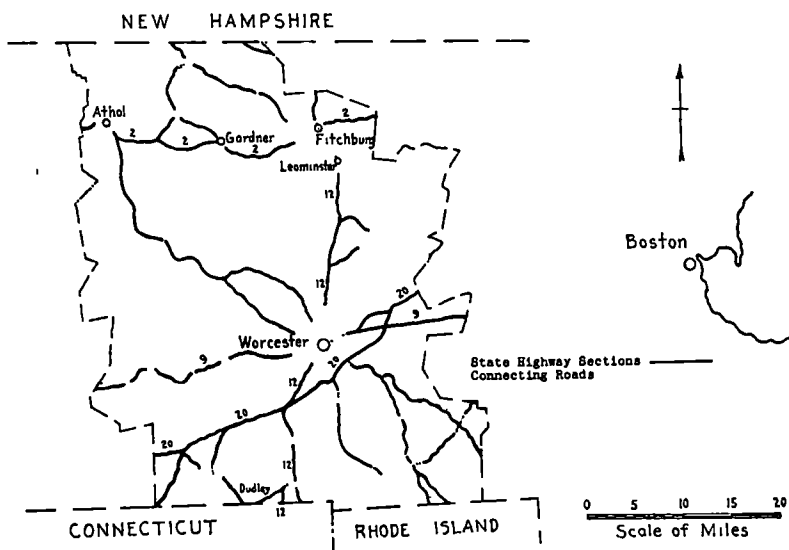 NEW HAMPSHIRE
Athol
2
2
Gardner
2
2
Fitchburg
Leominster
12
Boston
12
20
9
Worcester
20
9
State Highway Sections
Connecting Roads
12
20
20
12
Dudley
12
0 5 10 15 20
Scale of Miles
CONNECTICUT
RHODE ISLAND